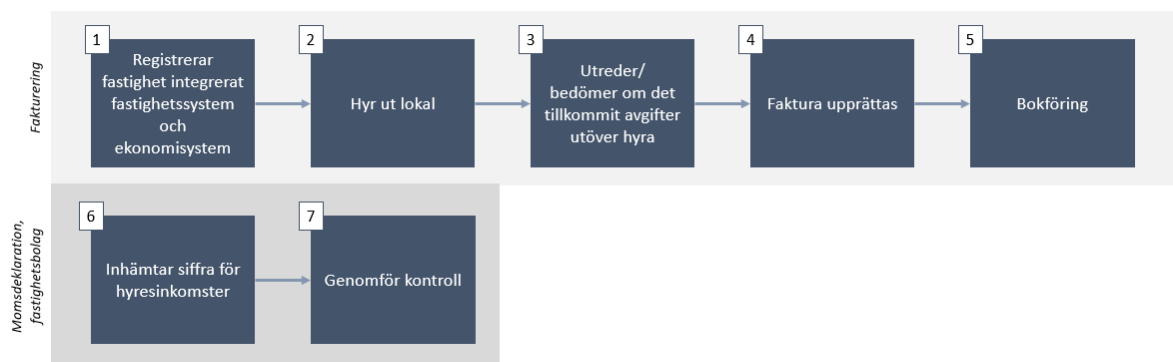 Fakturering
1
Registrerar
fastighet integrerat
fastighetssystem
och
ekonomisystem
2
Hyr ut lokal
3
Utreder/
bedömer om det
tillkommit avgifter
utöver hyra
4
Faktura upprättas
5
Bokföring
Momsdeklaration,
fastighetsbolag
6
Inhämtar siffra för
hyresinkomster
7
Genomför kontroll